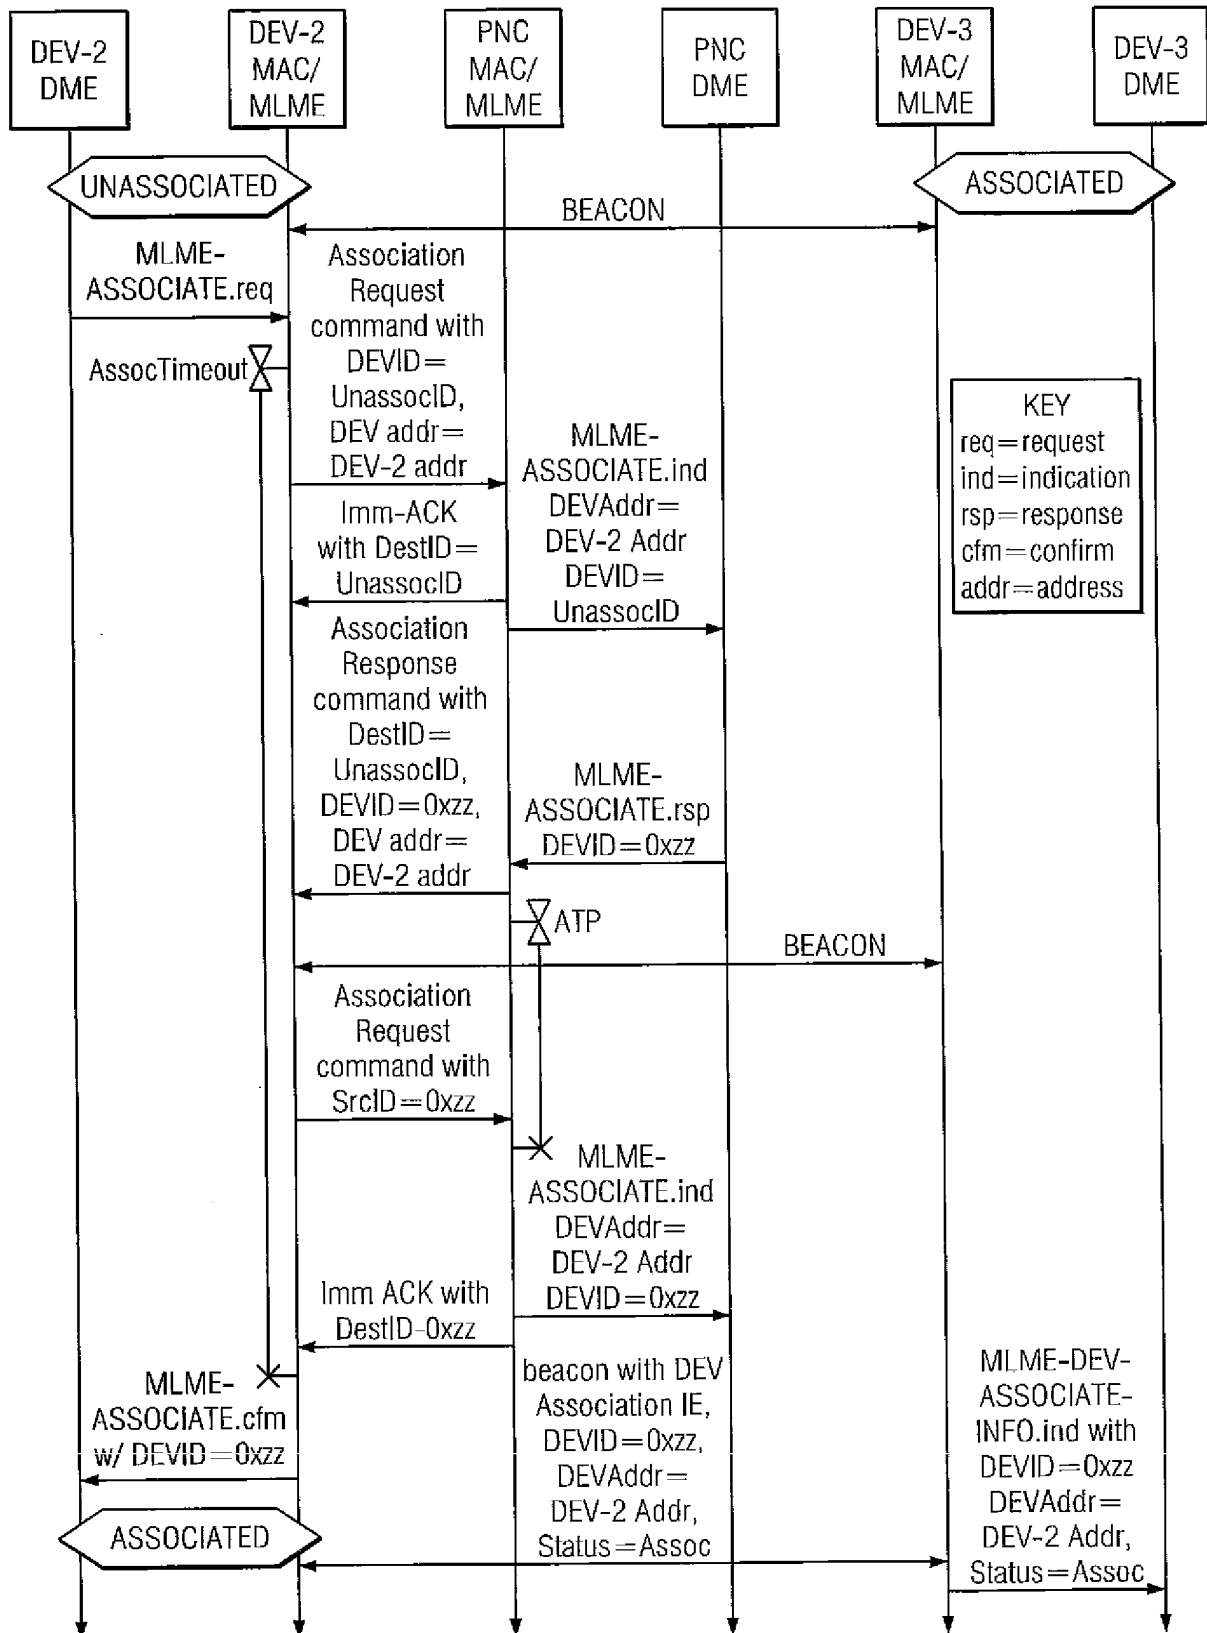 DEV-2
DME
DEV-2
MAC/
MLME
PNC
MAC/
MLME
PNC
DME
DEV-3
MAC/
MLME
DEV-3
DME
UNASSOCIATED
ASSOCIATED
BEACON
MLME-
ASSOCIATE.req
AssocTimeout
Association
Request
command with
DEVID=
UnassocID,
DEV addr=
DEV-2 addr
KEY
req=request
ind=indication
rsp=response
cfm=confirm
addr=address
MLME-
ASSOCIATE.ind
DEVAddr=
DEV-2 Addr
DEVID=
UnassocID
Imm-ACK
with DestID=
UnassocID
Association
Response
command with
DestID=
UnassocID,
DEVID=0xzz,
DEV addr=
DEV-2 addr
MLME-
ASSOCIATE.rsp
DEVID=0xzz
ATP
BEACON
Association
Request
command with
SrcID=0xzz
MLME-
ASSOCIATE.ind
DEVAddr=
DEV-2 Addr
DEVID=0xzz
Imm ACK with
DestID-0xzz
MLME-
ASSOCIATE.cfm
w/ DEVID=0xzz
beacon with DEV
Association IE,
DEVID=0xzz,
DEVAddr=
DEV-2 Addr,
Status=Assoc
MLME-DEV-
ASSOCIATE-
INFO.ind with
DEVID=0xzz
DEVAddr=
DEV-2 Addr,
Status=Assoc
ASSOCIATED